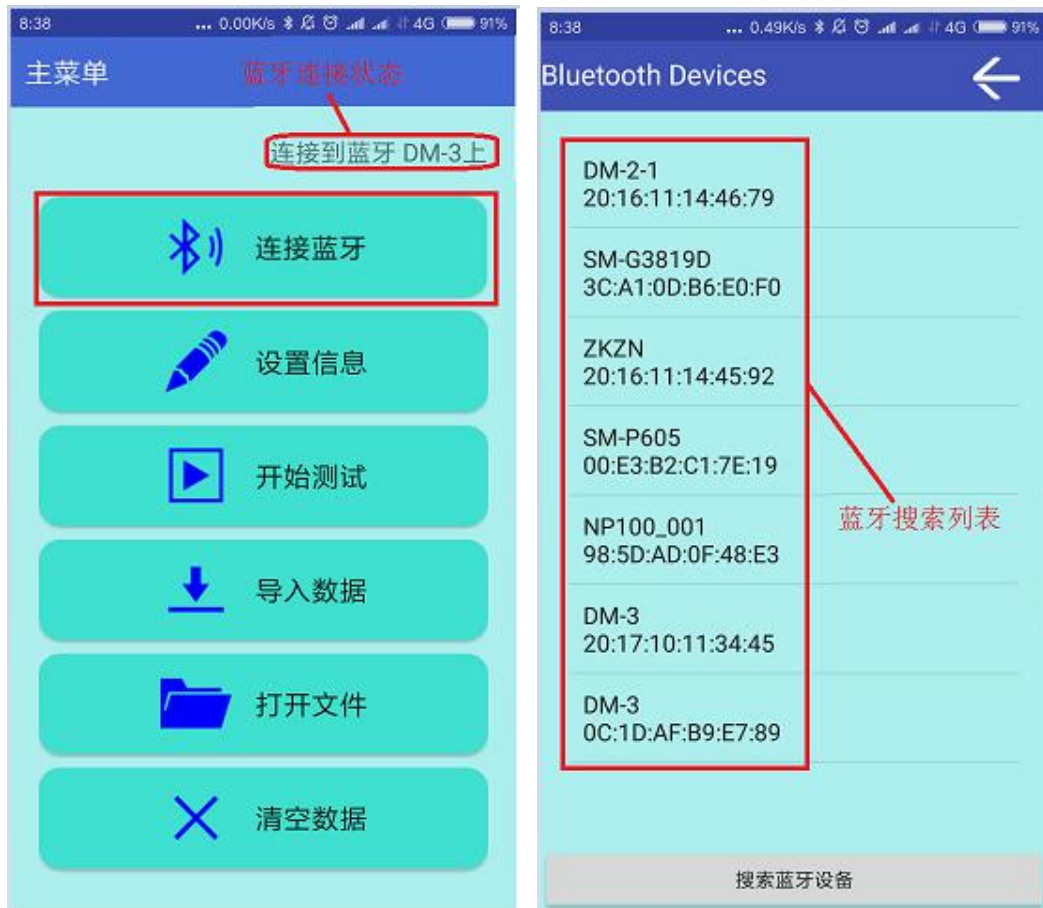 8:38
... 0.00K/s 4G 91%
主菜单
蓝牙连接状态
连接到蓝牙 DM-3上
连接蓝牙
设置信息
开始测试
导入数据
打开文件
清空数据
8:38
... 0.49K/s 4G 91%
Bluetooth Devices
DM-2-1
20:16:11:14:46:79
SM-G3819D
3C:A1:0D:B6:E0:F0
ZKZN
20:16:11:14:45:92
SM-P605
00:E3:B2:C1:7E:19
蓝牙搜索列表
NP100_001
98:5D:AD:0F:48:E3
DM-3
20:17:10:11:34:45
DM-3
0C:1D:AF:B9:E7:89
搜索蓝牙设备